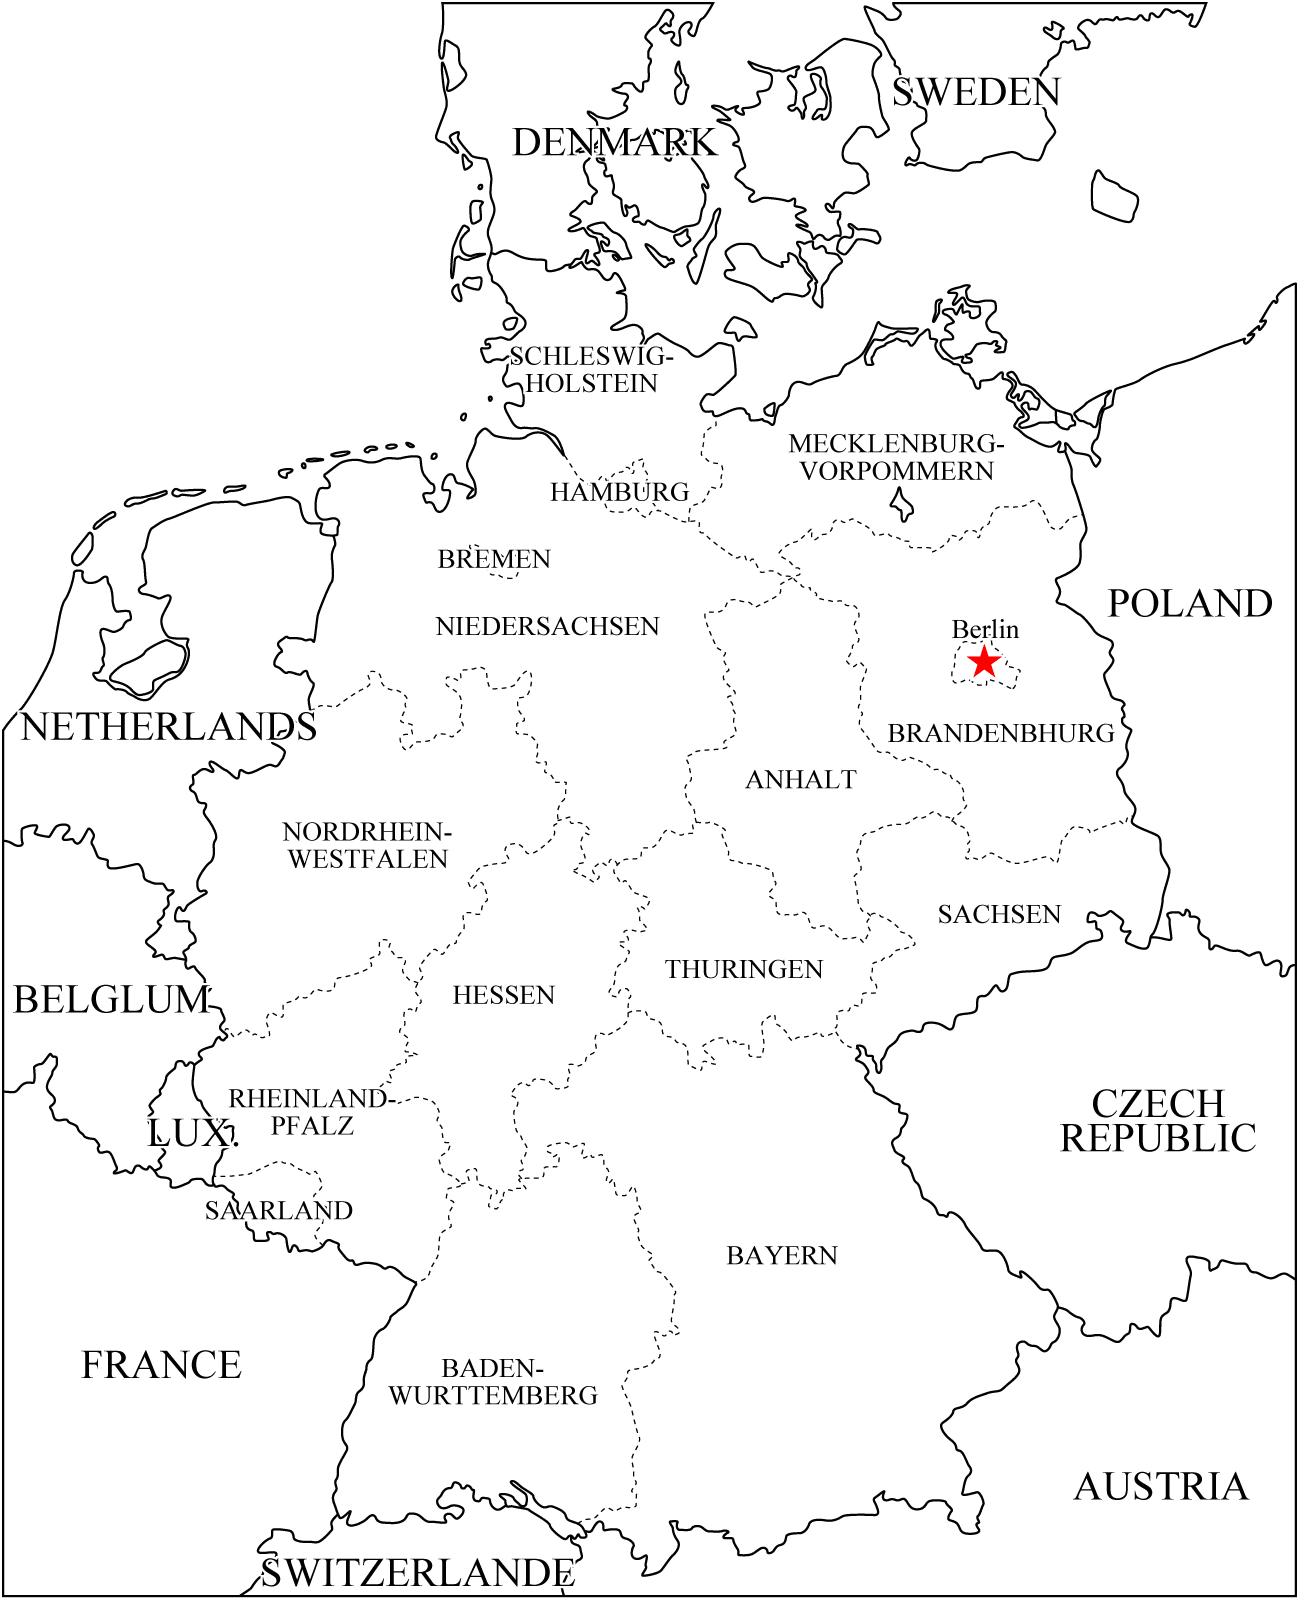 SWEDEN
DENMARK
SCHLESWIG-
HOLSTEIN
MECKLENBURG-
VORPOMMERN
HAMBURG
BREMEN
NIEDERSACHSEN
POLAND
Berlin
NETHERLANDS
BRANDENBHURG
ANHALT
NORDRHEIN-
WESTFALEN
SACHSEN
THURINGEN
HESSEN
BELGLUM
RHEINLAND-
PFALZ
LUX.
CZECH
REPUBLIC
SAARLAND
BAYERN
FRANCE
BADEN-
WURTTEMBERG
AUSTRIA
SWITZERLANDE